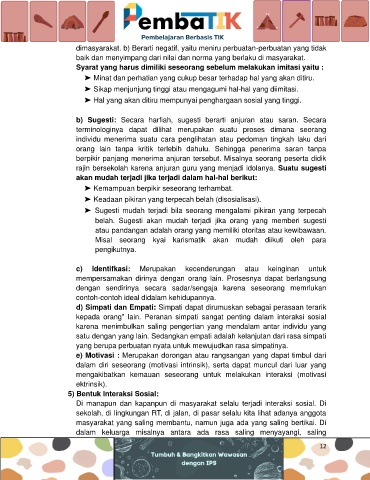 PembaTIK
Pembelajaran Berbasis TIK
dimasyarakat. b) Berarti negatif, yaitu meniru perbuatan-perbuatan yang tidak
baik dan menyimpang dari nilai dan norma yang berlaku di masyarakat.
Syarat yang harus dimiliki seseorang sebelum melakukan imitasi yaitu :
➤ Minat dan perhatian yang cukup besar terhadap hal yang akan ditiru.
➤ Sikap menjunjung tinggi atau mengagumi hal-hal yang diimitasi.
➤ Hal yang akan ditiru mempunyai penghargaan sosial yang tinggi.
b) Sugesti: Secara harfiah, sugesti berarti anjuran atau saran. Secara
terminologinya dapat dilihat merupakan suatu proses dimana seorang
individu menerima suatu cara pengilhatan atau pedoman tingkah laku dari
orang lain tanpa kritik terlebih dahulu. Sehingga penerima saran tanpa
berpikir panjang menerima anjuran tersebut. Misalnya seorang peserta didik
rajin bersekolah karena anjuran guru yang menjadi idolanya. Suatu sugesti
akan mudah terjadi jika terjadi dalam hal-hal berikut:
➤ Kemampuan berpikir seseorang terhambat.
➤ Keadaan pikiran yang terpecah belah (disosialisasi).
➤ Sugesti mudah terjadi bila seorang mengalami pikiran yang terpecah
belah. Sugesti akan mudah terjadi jika orang yang memberi sugesti
atau pandangan adalah orang yang memiliki otoritas atau kewibawaan.
Misal seorang kyai karismatik akan mudah diikuti oleh para
pengikutnya.
c) Identifkasi: Merupakan kecenderungan atau keinginan untuk
mempersamakan dirinya dengan orang lain. Prosesnya dapat berlangsung
dengan sendirinya secara sadar/sengaja karena seseorang memrlukan
contoh-contoh ideal didalam kehidupannya.
d) Simpati dan Empati: Simpati dapat dirumuskan sebagai perasaan terarik
kepada orang" lain. Peranan simpati sangat penting dalam interaksi sosial
karena menimbulkan saling pengertian yang mendalam antar individu yang
satu dengan yang lain. Sedangkan empati adalah kelanjutan dari rasa simpati
yang berupa perbuatan nyata untuk mewujudkan rasa simpatinya.
e) Motivasi : Merupakan dorongan atau rangsangan yang dapat timbul dari
dalam diri seseorang (motivasi intrinsik), serta dapat muncul dari luar yang
mengakibatkan kemauan seseorang untuk melakukan interaksi (motivasi
ektrinsik).
5) Bentuk Interaksi Sosial:
Di manapun dan kapanpun di masyarakat selalu terjadi interaksi sosial. Di
sekolah, di lingkungan RT, di jalan, di pasar selalu kita lihat adanya anggota
masyarakat yang saling membantu, namun juga ada yang saling bertikai. Di
dalam keluarga misalnya antara ada rasa saling menyayangi, saling
12
Tumbuh & Bangkitkan Wawasan
dengan IPS